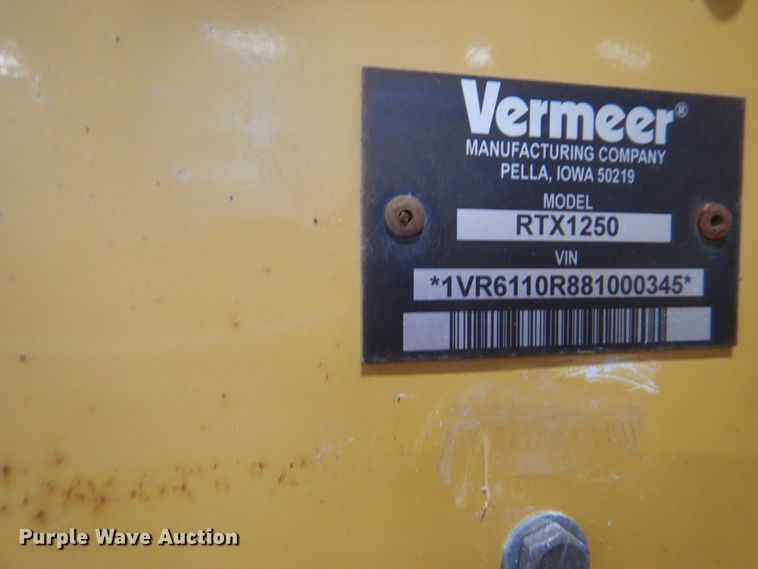 Vermeer®
MANUFACTURING COMPANY
PELLA, IOWA 50219
MODEL
RTX1250
VIN
*1VR6110R881000345*
Purple Wave Auction